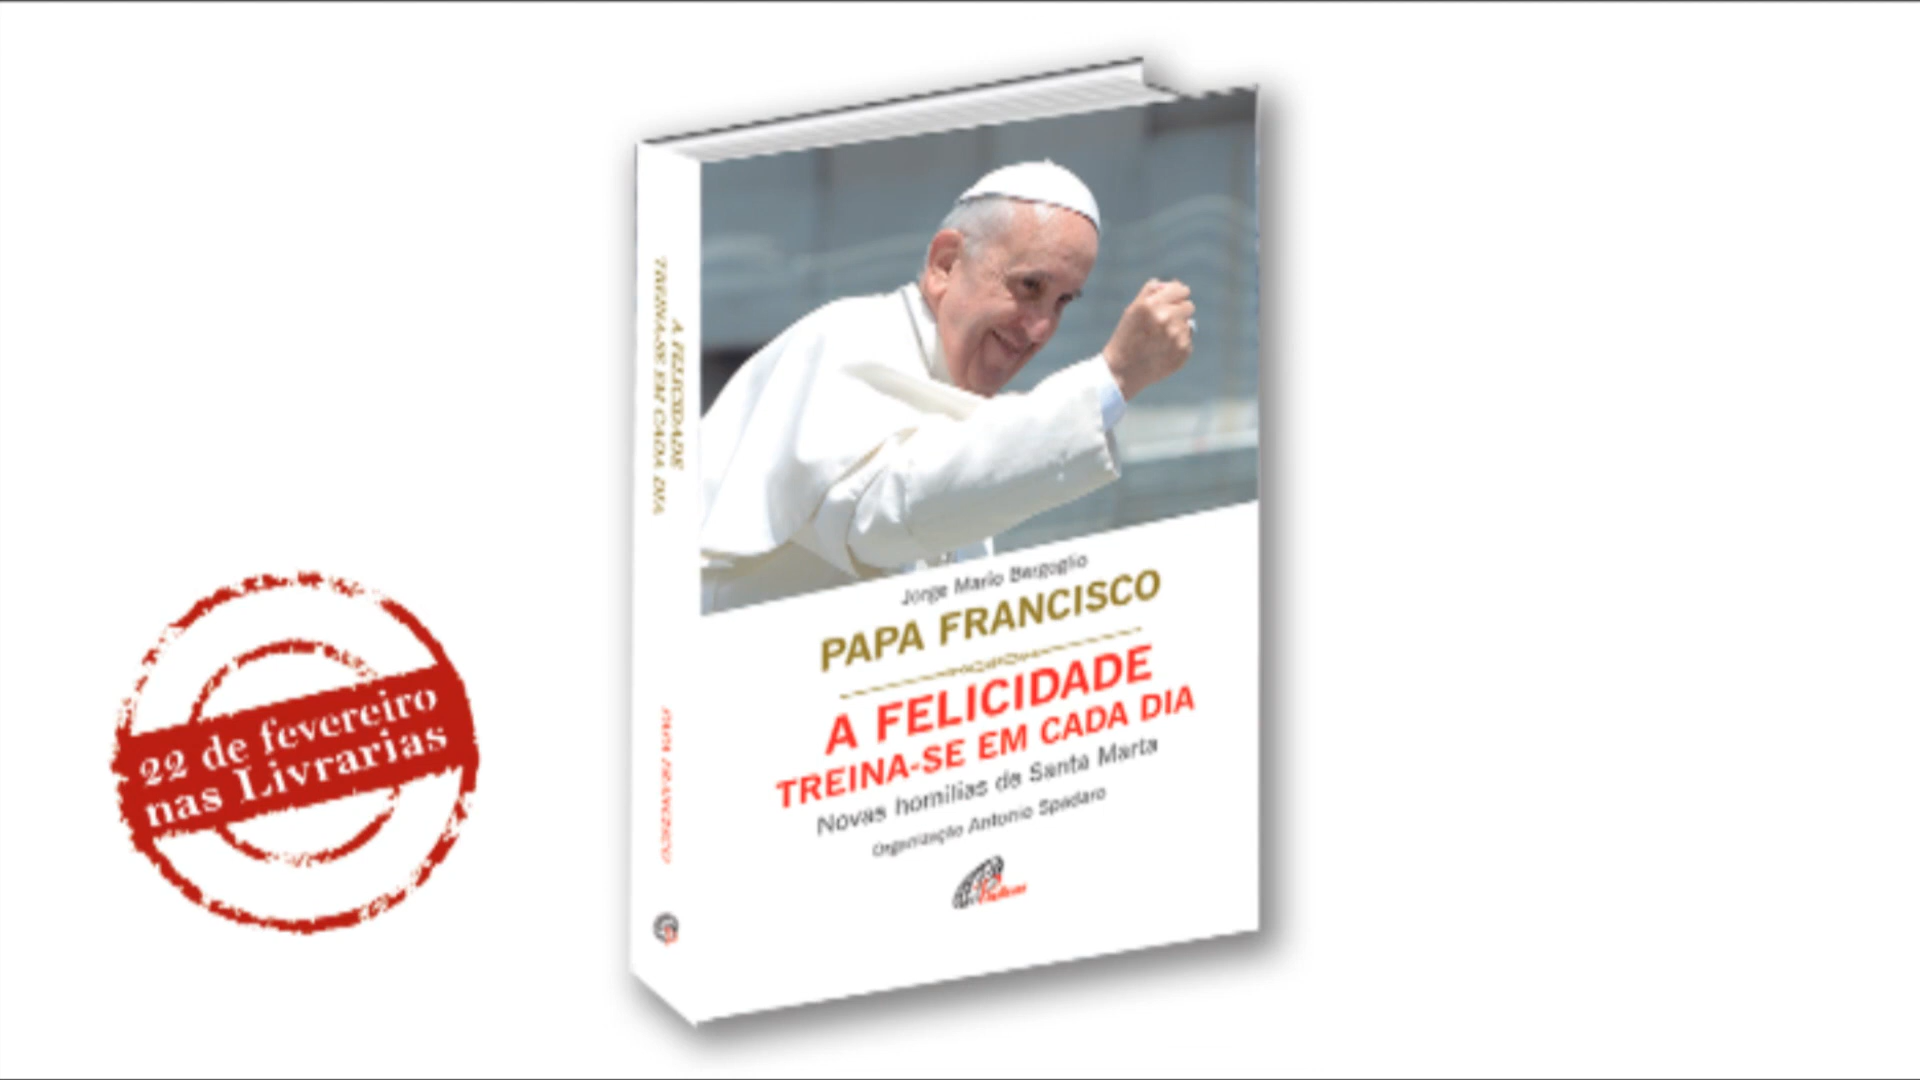 22 de fevereiro
nas Livrarias
A FELICIDADE
TREINA-SE EM CADA DIA
PAPA FRANCISCO
Jorge Mario Bergoglio
PAPA FRANCISCO
A FELICIDADE
TREINA-SE EM CADA DIA
Novas homilias de Santa Marta
Organização Antonio Spadaro
Paulinas